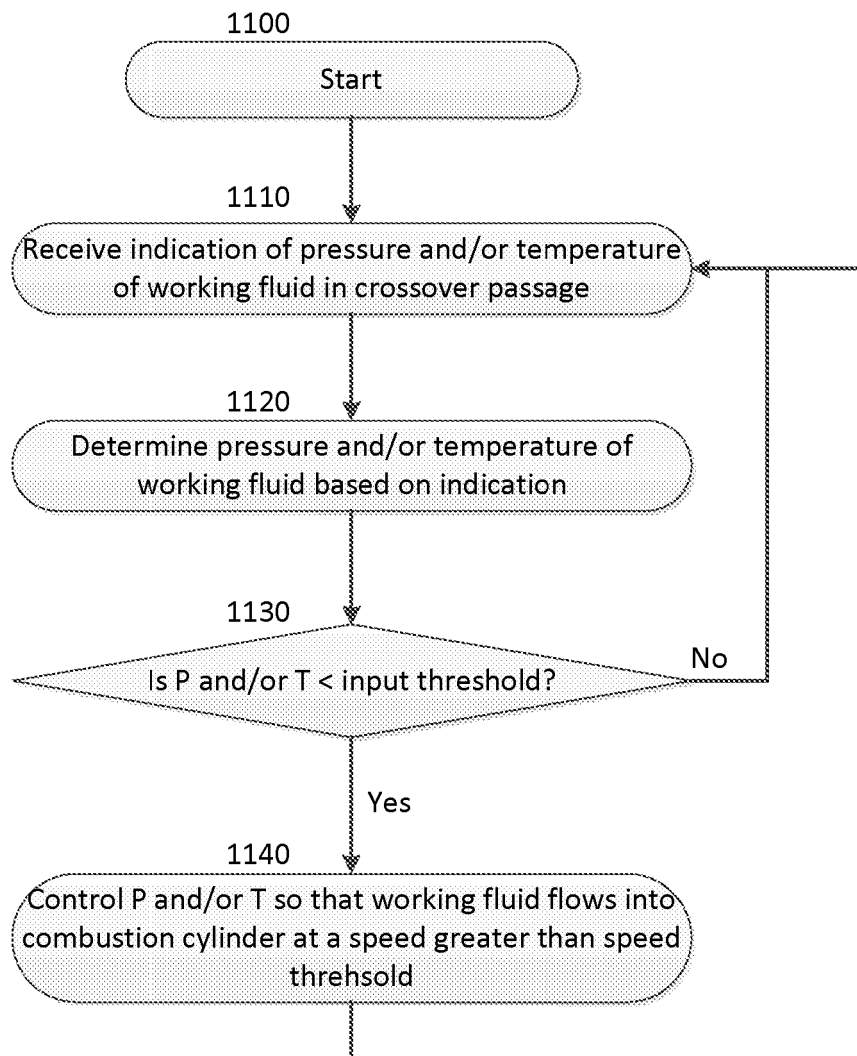 1100
Start
1110
Receive indication of pressure and/or temperature
of working fluid in crossover passage
1120
Determine pressure and/or temperature of
working fluid based on indication
1130
Is P and/or T < input threshold?
No
Yes
1140
Control P and/or T so that working fluid flows into
combustion cylinder at a speed greater than speed
threhsold